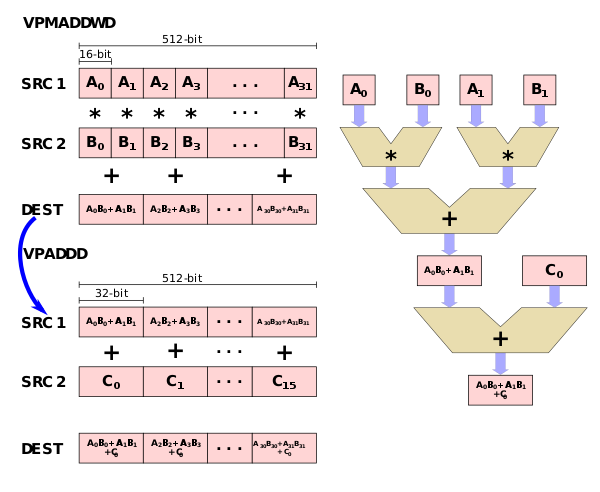 VPMADDWD
512-bit
16-bit
SRC 1 A0 A1 A2 A3 . . . A31
* * * * . . . *
SRC 2 B0 B1 B2 B3 . . . B31
+ + +
DEST A0B0+A1B1 A2B2+A3B3 . . . A30B30+A31B31
VPADDD
512-bit
32-bit
SRC 1 A0B0+A1B1 A2B2+A3B3 . . . A30B30+A31B31
+ + . . . +
SRC 2 C0 C1 . . . C15
DEST A0B0+A1B1 +C0 A2B2+A3B3 +C0 . . . A30B30+A31B31 +C0
A0 B0 A1 B1
* *
+
A0B0+A1B1 C0
+
A0B0+A1B1
+C0